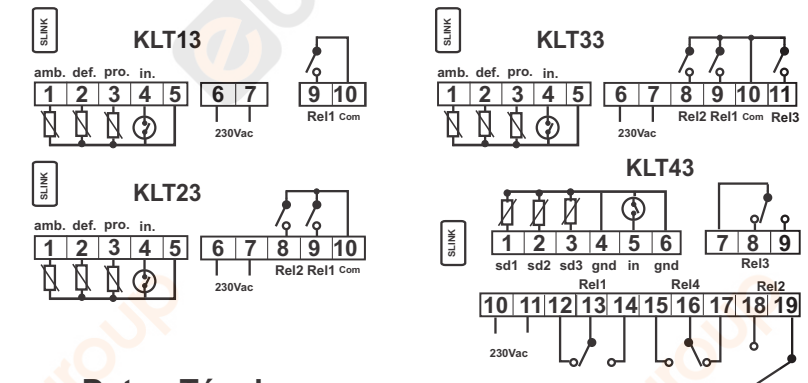 SLINK
KLT13
amb. def. pro. in.
1 2 3 4 5 6 7 9 10
230Vac
Rel1 Com
SLINK
KLT23
amb. def. pro. in.
1 2 3 4 5 6 7 8 9 10
Rel2 Rel1 Com
230Vac
SLINK
KLT33
amb. def. pro. in.
1 2 3 4 5 6 7 8 9 10 11
Rel2 Rel1 Com Rel3
230Vac
KLT43
SLINK
1 2 3 4 5 6 7 8 9
sd1 sd2 sd3 gnd in gnd
Rel3
Rel1 Rel4 Rel2
10 11 12 13 14 15 16 17 18 19
230Vac